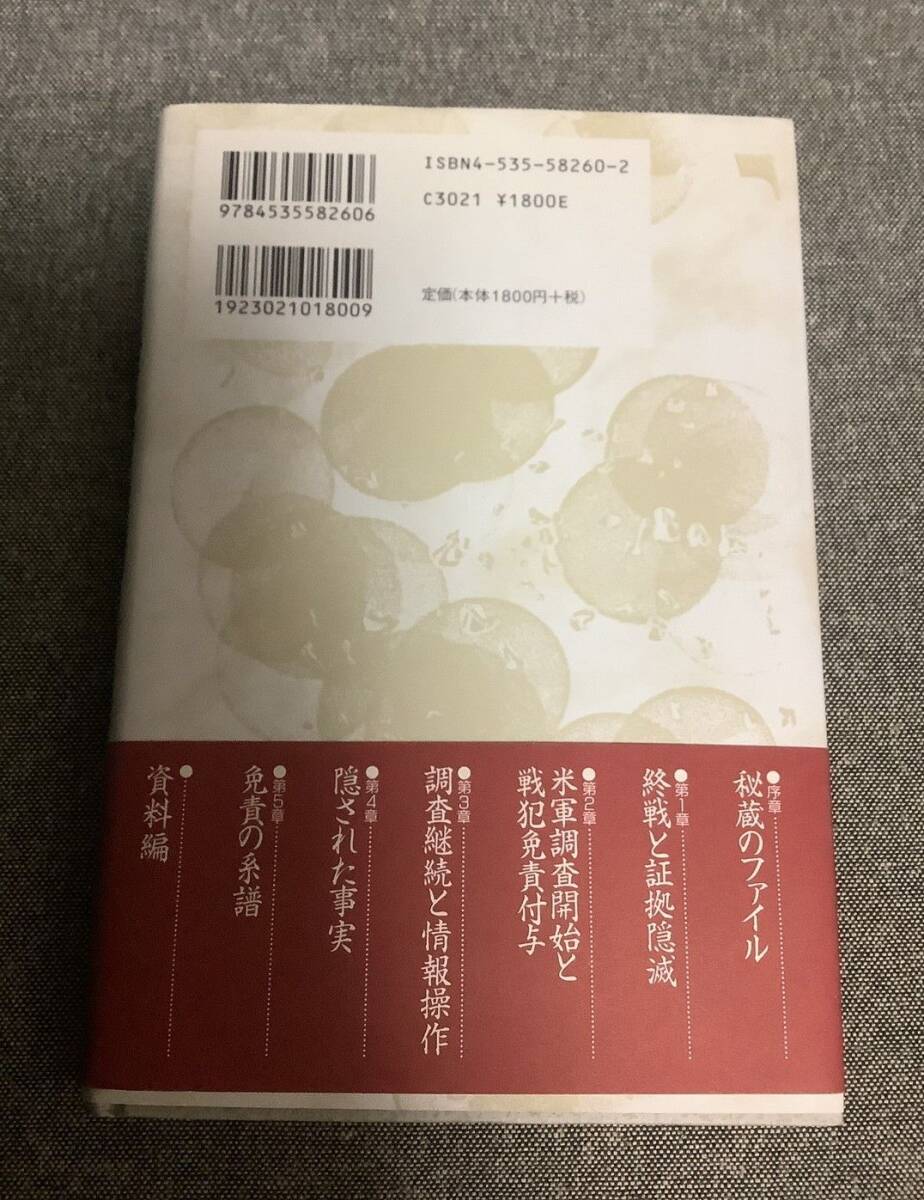 ISBN4-535-58260-2
C3021 ¥1800E
9784535582606
定価(本体1800円+税)
1923021018009
●序章
秘蔵のファイル
●第1章
終戦と証拠隠滅
●第2章
米軍調査開始と
戦犯免責付与
●第3章
調査継続と情報操作
●第4章
隠された事実
●第5章
免責の系譜
●
資料編